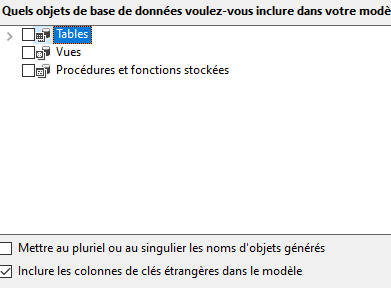 Quels objets de base de données voulez-vous inclure dans votre modè
Tables
Vues
Procédures et fonctions stockées
Mettre au pluriel ou au singulier les noms d'objets générés
Inclure les colonnes de clés étrangères dans le modèle